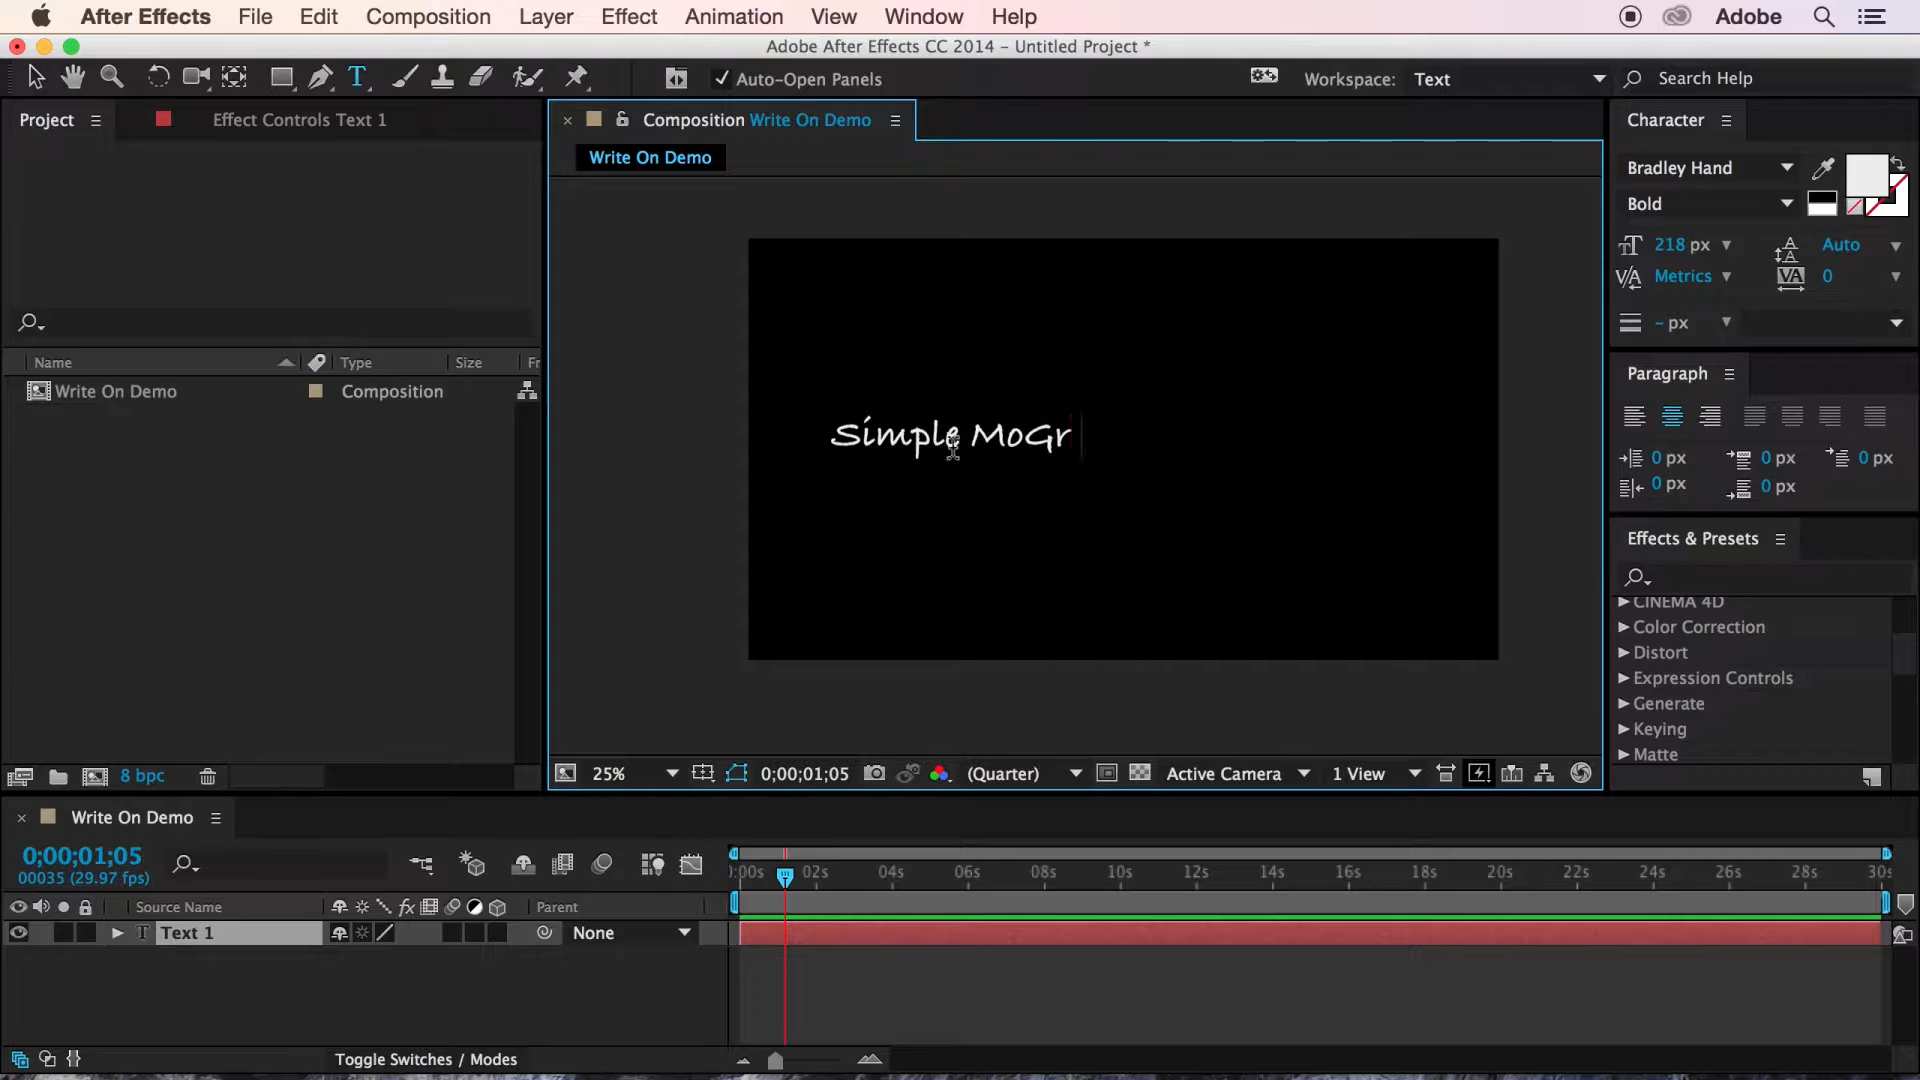 After Effects File Edit Composition Layer Effect Animation View Window Help Adobe
Adobe After Effects CC 2014 – Untitled Project *
T Auto-Open Panels Workspace: Text Search Help
Project Effect Controls Text 1
Composition Write On Demo
Write On Demo
Character
Bradley Hand
Bold
218 px Auto
Metrics 0
– px
Paragraph
0 px 0 px 0 px
0 px 0 px
Effects & Presets
CINEMA 4D
Color Correction
Distort
Expression Controls
Generate
Keying
Matte
Name Type Size Fr
Write On Demo Composition
Simple MoGr
8 bpc
25% 0;00;01;05 (Quarter) Active Camera 1 View
Write On Demo
0;00;01;05
00035 (29.97 fps)
):00s 02s 04s 06s 08s 10s 12s 14s 16s 18s 20s 22s 24s 26s 28s 30s
Source Name fx Parent
T Text 1 None
Toggle Switches / Modes